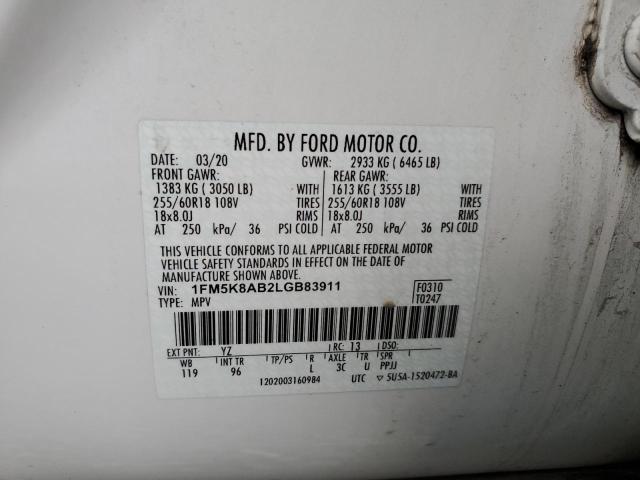 MFD. BY FORD MOTOR CO.
DATE: 03/20 GVWR: 2933 KG ( 6465 LB)
FRONT GAWR: REAR GAWR:
1383 KG ( 3050 LB) WITH 1613 KG ( 3555 LB) WITH
255/60R18 108V TIRES 255/60R18 108V TIRES
18x8.0J RIMS 18x8.0J RIMS
AT 250 kPa/ 36 PSI COLD AT 250 kPa/ 36 PSI COLD
THIS VEHICLE CONFORMS TO ALL APPLICABLE FEDERAL MOTOR
VEHICLE SAFETY STANDARDS IN EFFECT ON THE DATE OF
MANUFACTURE SHOWN ABOVE.
VIN: 1FM5K8AB2LGB83911 F0310
TYPE: MPV T0247
EXT PNT: YZ RC: 13
WB INT TR TP/PS R AXLE TR SPR
119 96 L 3C U PPJJ
1202003160984 UTC ▽ 5U5A-1520472-BA